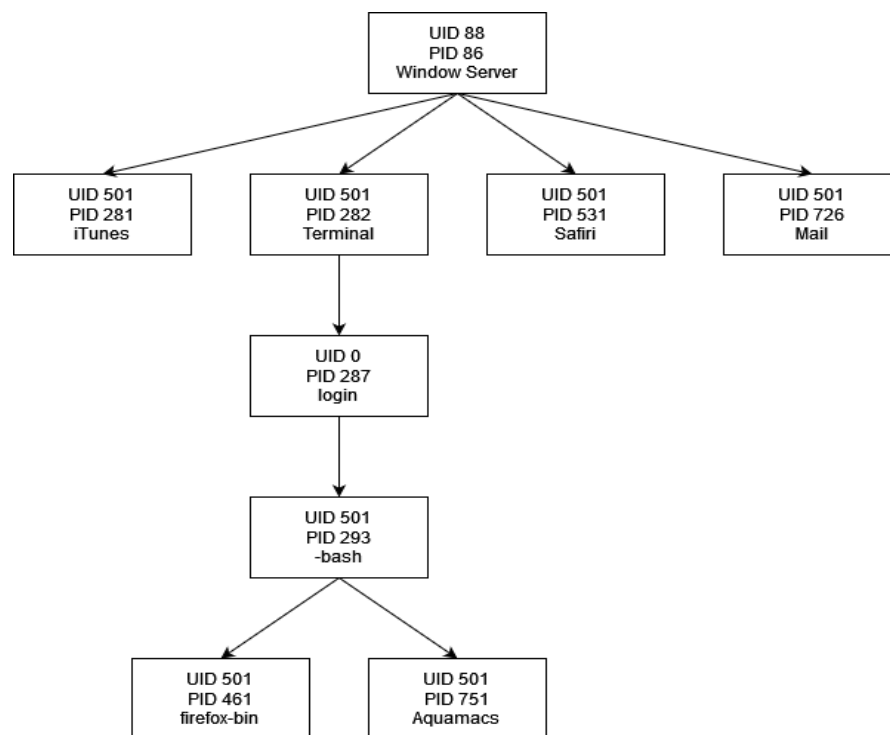 UID 88
PID 86
Window Server
UID 501
PID 281
iTunes
UID 501
PID 282
Terminal
UID 501
PID 531
Safiri
UID 501
PID 726
Mail
UID 0
PID 287
login
UID 501
PID 293
-bash
UID 501
PID 461
firefox-bin
UID 501
PID 751
Aquamacs